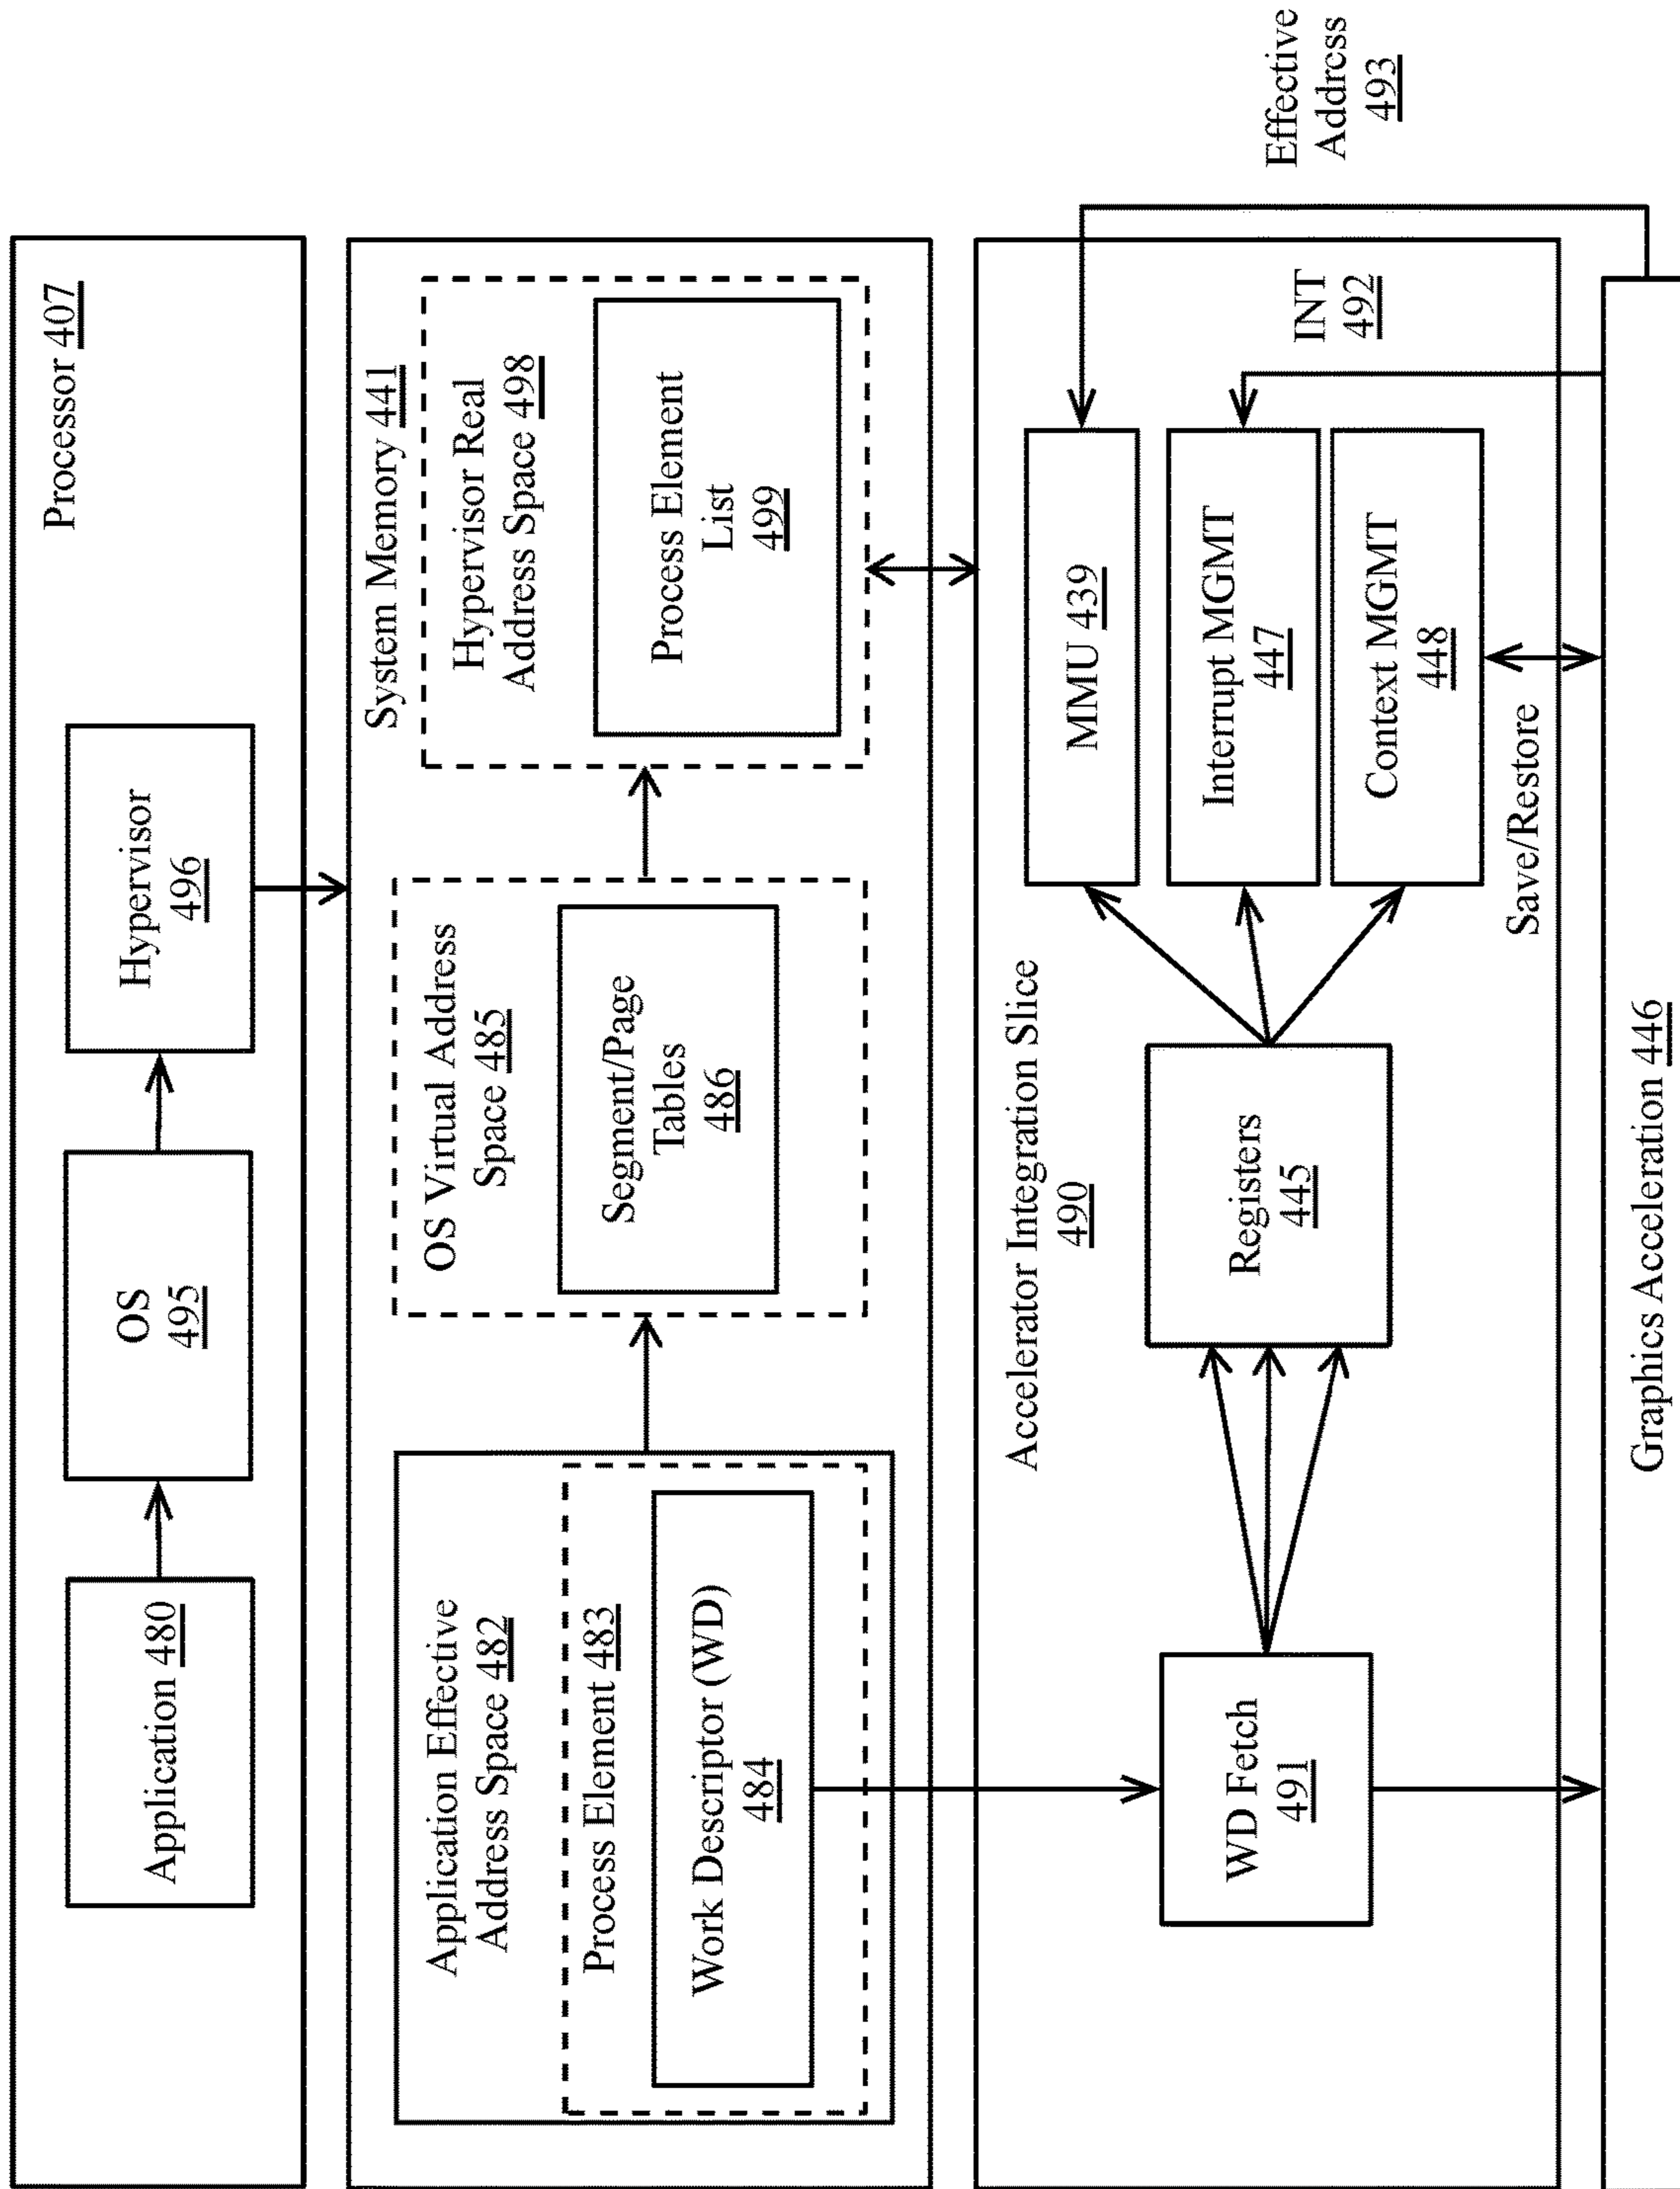 Processor 407
Application 480
OS
495
Hypervisor
496
System Memory 441
Application Effective
Address Space 482
Process Element 483
Work Descriptor (WD)
484
OS Virtual Address
Space 485
Segment/Page
Tables
486
Hypervisor Real
Address Space 498
Process Element
List
499
Accelerator Integration Slice
490
WD Fetch
491
Registers
445
MMU 439
Interrupt MGMT
447
Context MGMT
448
Save/Restore
INT
492
Effective
Addrcss
493
Graphics Acceleration 446